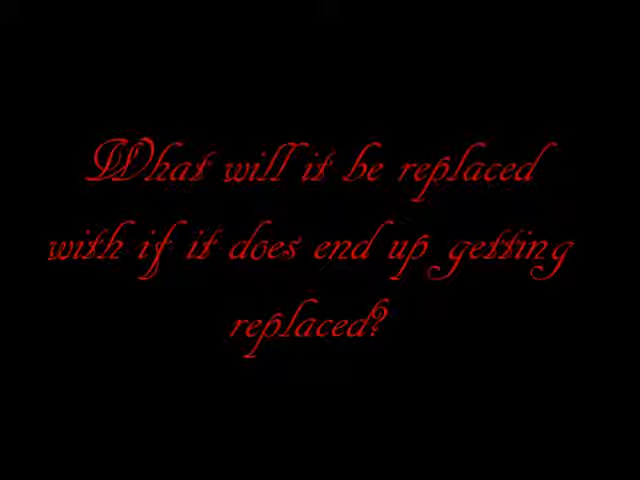 What will it be replaced
with if it does end up getting
replaced?